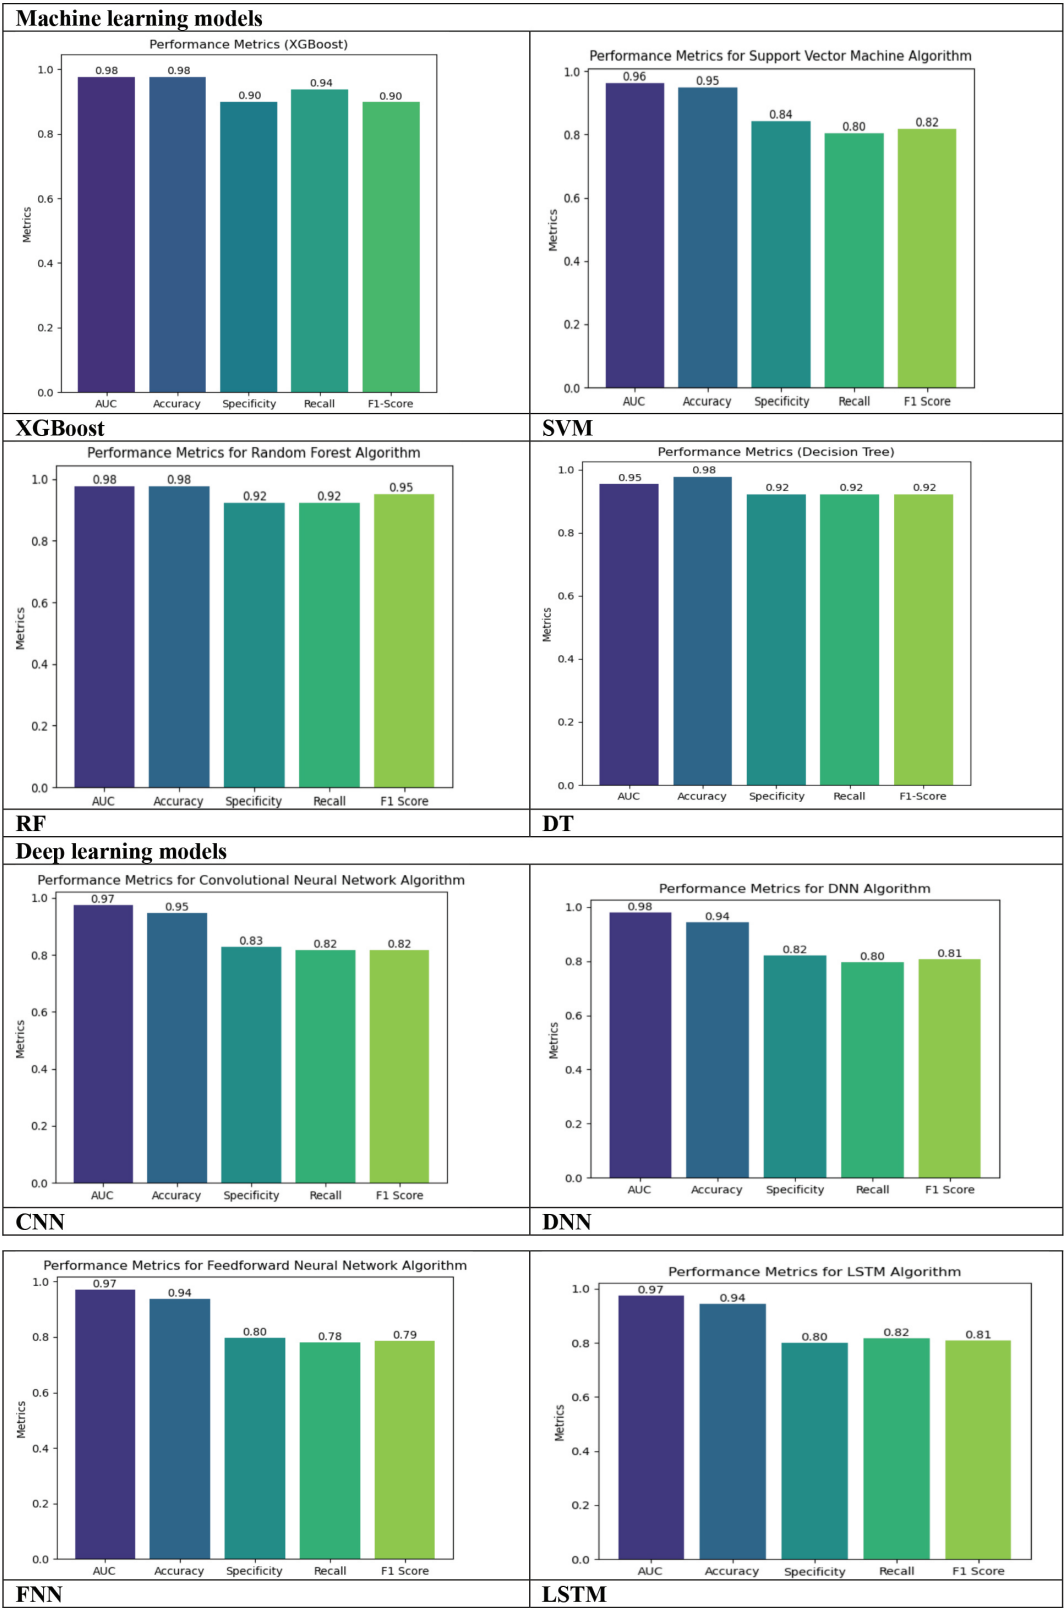 Machine learning models
Performance Metrics (XGBoost)
1.0
0.8
0.6
0.4
0.2
0.0
Metrics
0.98
0.98
0.90
0.94
0.90
AUC Accuracy Specificity Recall F1-Score
XGBoost
Performance Metrics for Support Vector Machine Algorithm
1.0
0.8
0.6
0.4
0.2
0.0
Metrics
0.96
0.95
0.84
0.80
0.82
AUC Accuracy Specificity Recall F1 Score
SVM
Performance Metrics for Random Forest Algorithm
1.0
0.8
0.6
0.4
0.2
0.0
Metrics
0.98
0.98
0.92
0.92
0.95
AUC Accuracy Specificity Recall F1 Score
RF
Performance Metrics (Decision Tree)
1.0
0.8
0.6
0.4
0.2
0.0
Metrics
0.95
0.98
0.92
0.92
0.92
AUC Accuracy Specificity Recall F1-Score
DT
Deep learning models
Performance Metrics for Convolutional Neural Network Algorithm
1.0
0.8
0.6
0.4
0.2
0.0
Metrics
0.97
0.95
0.83
0.82
0.82
AUC Accuracy Specificity Recall F1 Score
CNN
Performance Metrics for DNN Algorithm
1.0
0.8
0.6
0.4
0.2
0.0
Metrics
0.98
0.94
0.82
0.80
0.81
AUC Accuracy Specificity Recall F1 Score
DNN
Performance Metrics for Feedforward Neural Network Algorithm
1.0
0.8
0.6
0.4
0.2
0.0
Metrics
0.97
0.94
0.80
0.78
0.79
AUC Accuracy Specificity Recall F1 Score
FNN
Performance Metrics for LSTM Algorithm
1.0
0.8
0.6
0.4
0.2
0.0
Metrics
0.97
0.94
0.80
0.82
0.81
AUC Accuracy Specificity Recall F1 Score
LSTM